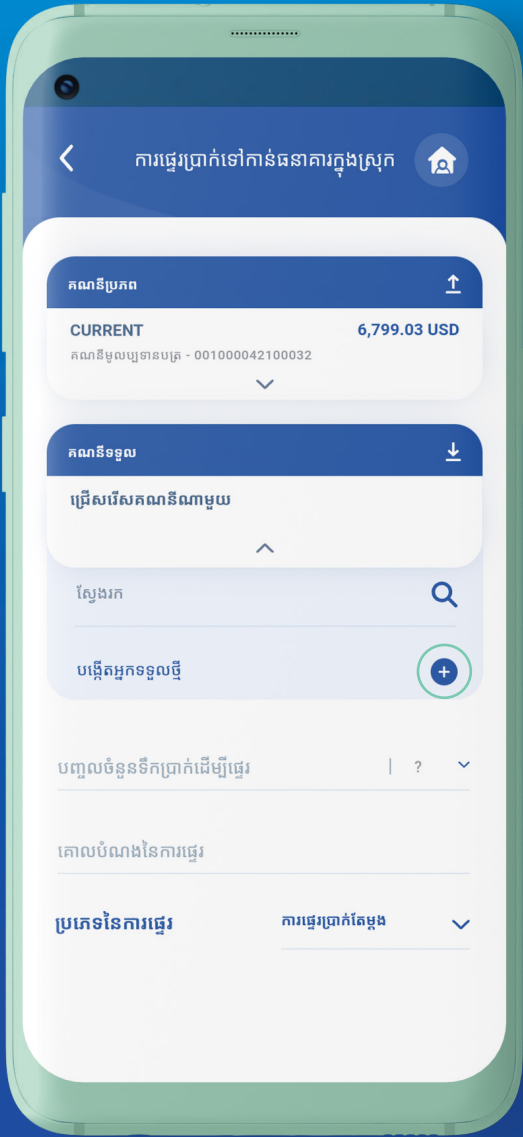 ការផ្ទេរប្រាក់ទៅកាន់ធនាគារក្នុងស្រុក
គណនីប្រភព
CURRENT 6,799.03 USD
គណនីមូលប្បទានបត្រ - 001000042100032
គណនីទទួល
ជ្រើសរើសគណនីណាមួយ
ស្វែងរក
បង្កើតអ្នកទទួលថ្មី
បញ្ចូលចំនួនទឹកប្រាក់ដើម្បីផ្ទេរ | ?
គោលបំណងនៃការផ្ទេរ
ប្រភេទនៃការផ្ទេរ ការផ្ទេរប្រាក់តែម្តង